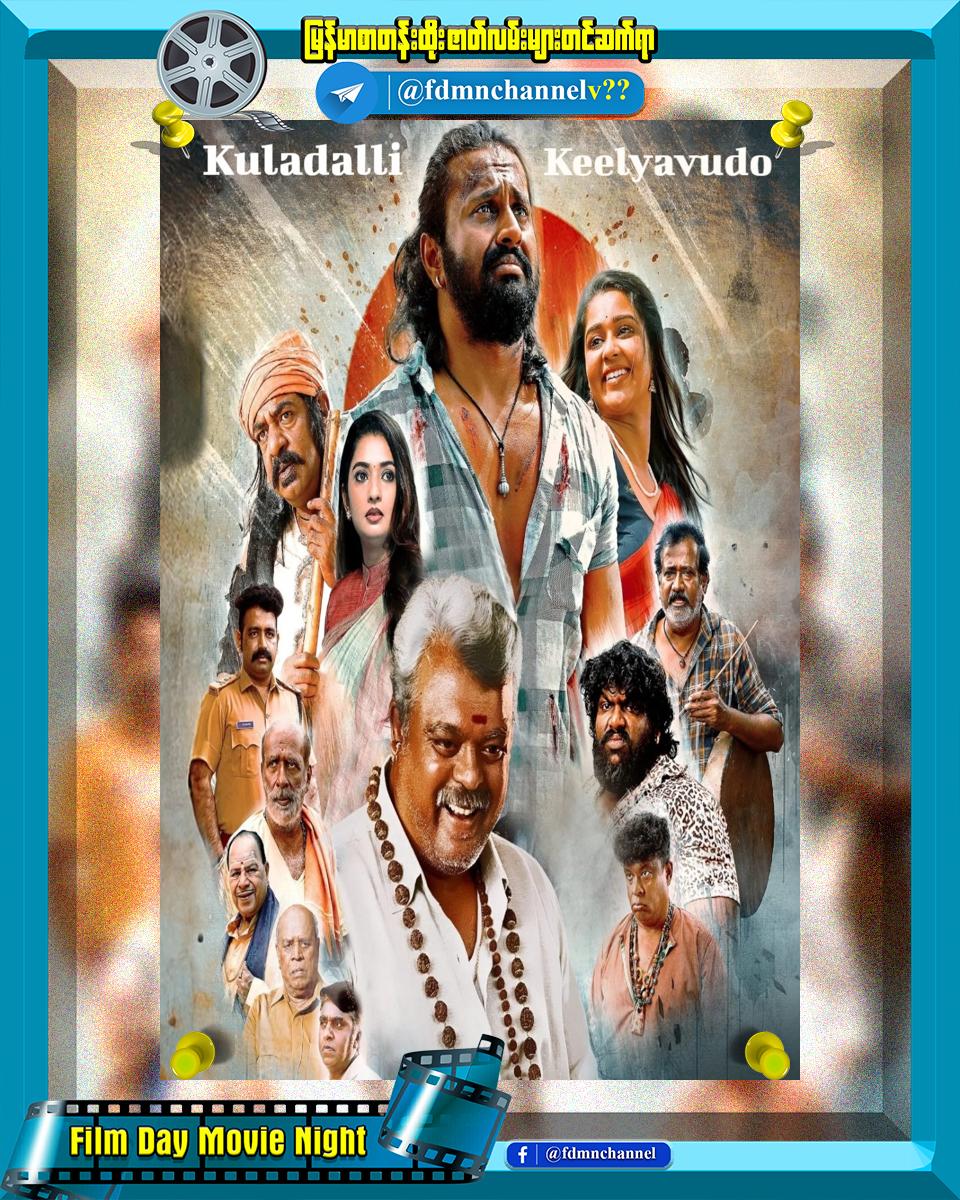 မြန်မာစာတန်းထိုးဇာတ်လမ်းများတင်ဆက်ရာ
@fdmnchannelv??
Kuladalli Keelyavudo
Film Day Movie Night
f @fdmnchannel